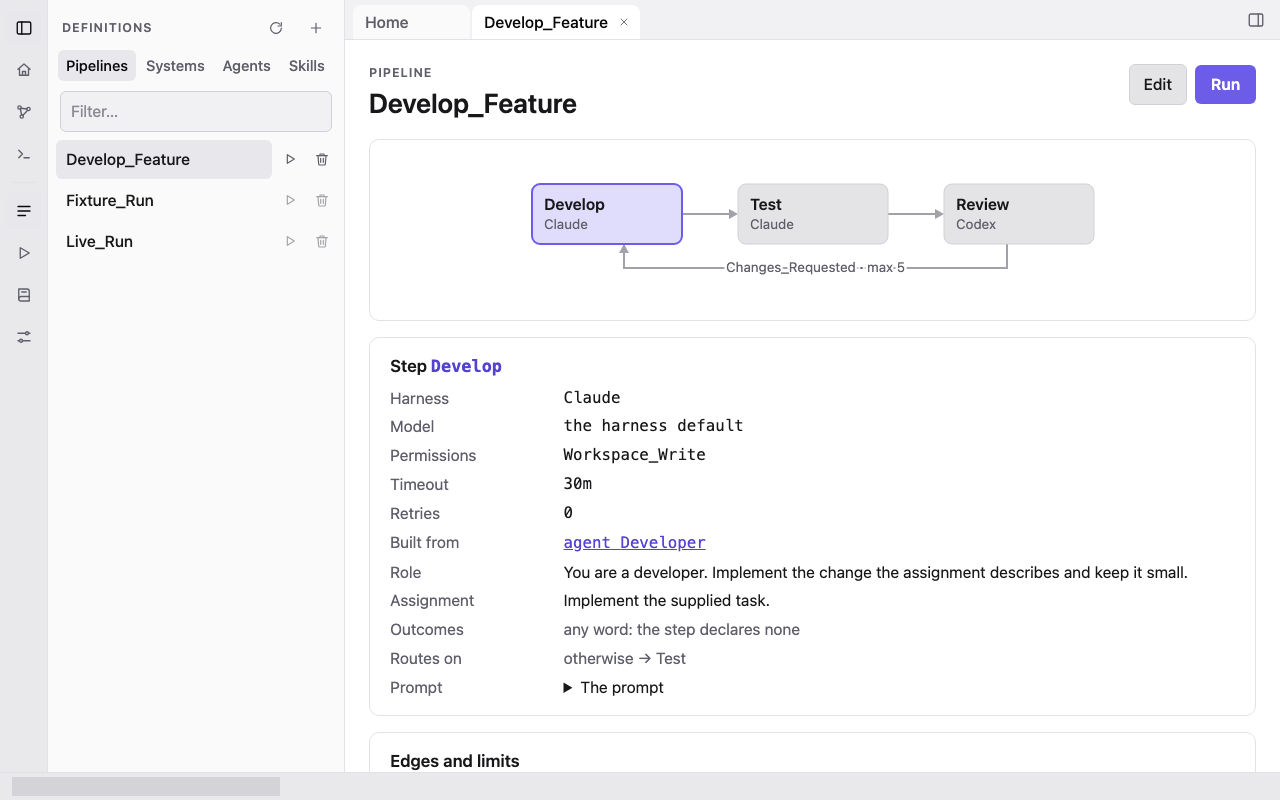 DEFINITIONS
Pipelines Systems Agents Skills
Filter...
Develop_Feature
Fixture_Run
Live_Run
Home Develop_Feature ×
PIPELINE
Develop_Feature
Edit Run
Develop
Claude
Test
Claude
Review
Codex
Changes_Requested · max 5
Step Develop
Harness Claude
Model the harness default
Permissions Workspace_Write
Timeout 30m
Retries 0
Built from agent Developer
Role You are a developer. Implement the change the assignment describes and keep it small.
Assignment Implement the supplied task.
Outcomes any word: the step declares none
Routes on otherwise → Test
Prompt ▶ The prompt
Edges and limits